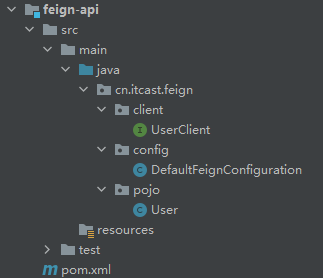 feign-api
src
main
java
cn.itcast.feign
client
UserClient
config
DefaultFeignConfiguration
pojo
User
resources
test
pom.xml